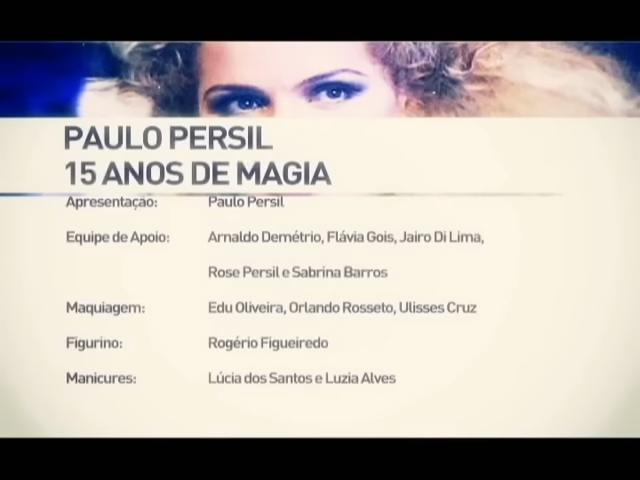 PAULO PERSIL
15 ANOS DE MAGIA
Apresentação: Paulo Persil
Equipe de Apoio: Arnaldo Demétrio, Flávia Gois, Jairo Di Lima,
Rose Persil e Sabrina Barros
Maquiagem: Edu Oliveira, Orlando Rosseto, Ulisses Cruz
Figurino: Rogério Figueiredo
Manicures: Lúcia dos Santos e Luzia Alves